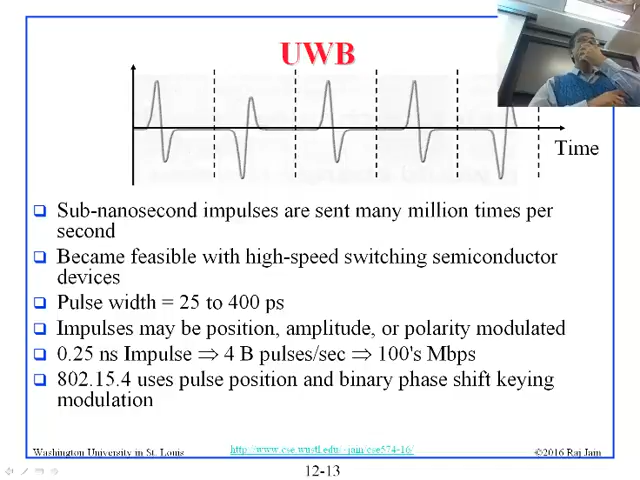 UWB
Time
Sub-nanosecond impulses are sent many million times per
second
Became feasible with high-speed switching semiconductor
devices
Pulse width = 25 to 400 ps
Impulses may be position, amplitude, or polarity modulated
0.25 ns Impulse ⇒ 4 B pulses/sec ⇒ 100's Mbps
802.15.4 uses pulse position and binary phase shift keying
modulation
Washington University in St. Louis
http://www.cse.wustl.edu/~jain/cse574-16/
©2016 Raj Jain
12-13